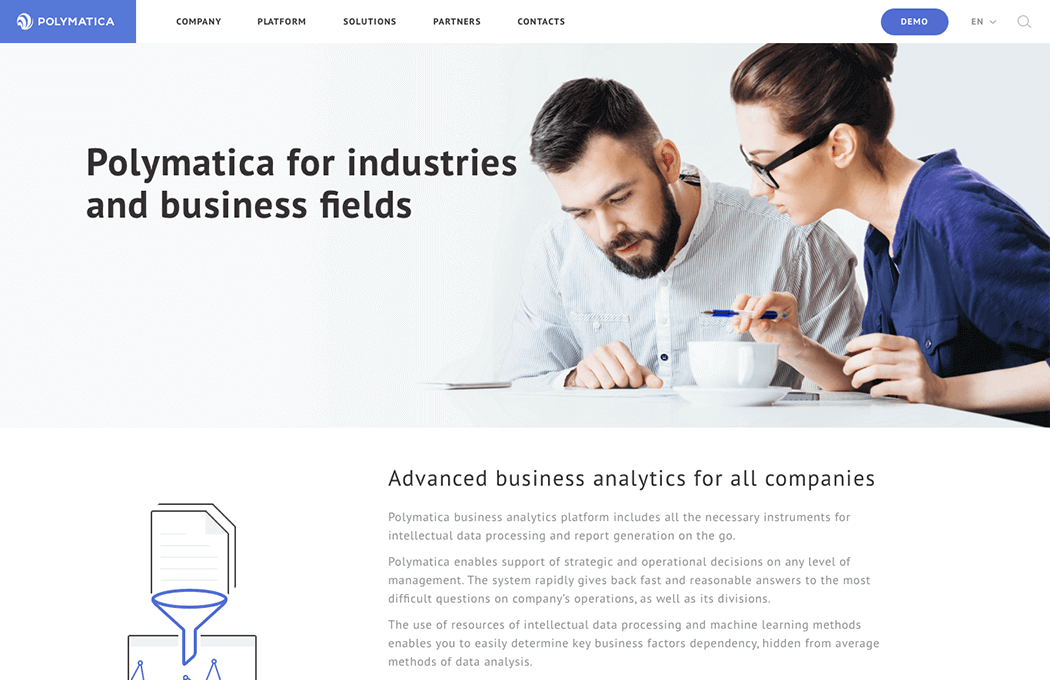 POLYMATICA
COMPANY
PLATFORM
SOLUTIONS
PARTNERS
CONTACTS
DEMO
EN
Polymatica for industries
and business fields
Advanced business analytics for all companies
Polymatica business analytics platform includes all the necessary instruments for
intellectual data processing and report generation on the go.
Polymatica enables support of strategic and operational decisions on any level of
management. The system rapidly gives back fast and reasonable answers to the most
difficult questions on company's operations, as well as its divisions.
The use of resources of intellectual data processing and machine learning methods
enables you to easily determine key business factors dependency, hidden from average
methods of data analysis.